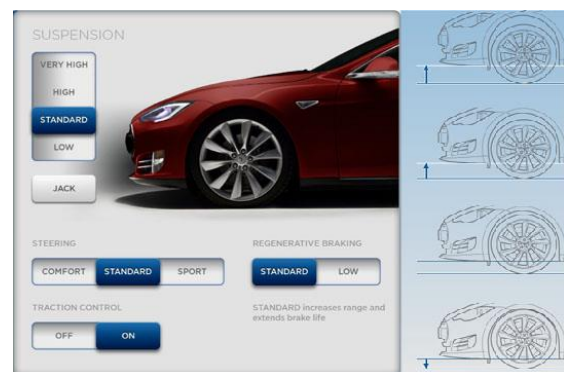 SUSPENSION
VERY HIGH
HIGH
STANDARD
LOW
JACK
STEERING
COMFORT STANDARD SPORT
REGENERATIVE BRAKING
STANDARD LOW
TRACTION CONTROL
OFF ON
STANDARD increases range and
extends brake life